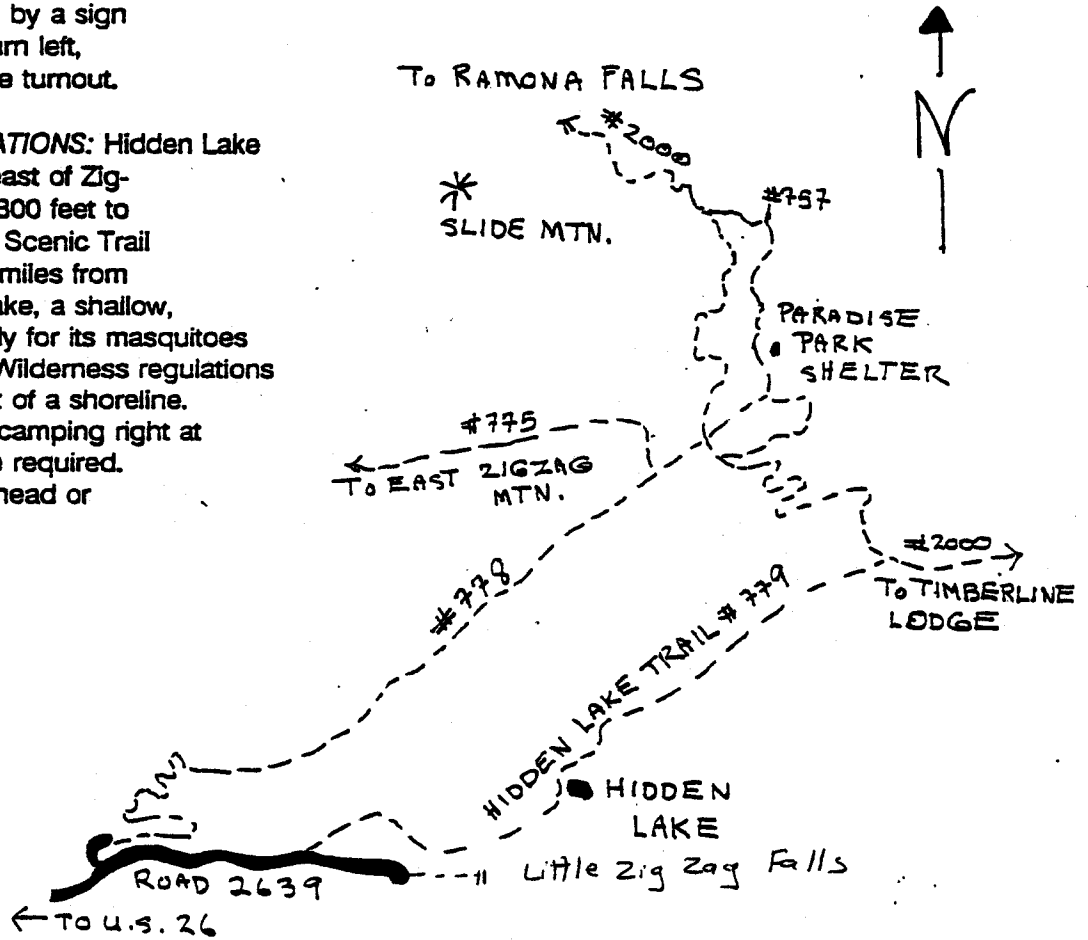 by a sign
urn left,
e turnout.
ATIONS: Hidden Lake
east of Zig-
300 feet to
Scenic Trail
miles from
ake, a shallow,
ly for its masquitoes
Wilderness regulations
t of a shoreline.
camping right at
e required.
head or
TO RAMONA FALLS
N
#2000
#757
SLIDE MTN.
PARADISE
PARK
SHELTER
#775
TO EAST ZIGZAG
MTN.
#2000
TO TIMBERLINE
LODGE
#778
HIDDEN LAKE TRAIL #779
HIDDEN
LAKE
Little Zig Zag Falls
ROAD 2639
← TO U.S. 26